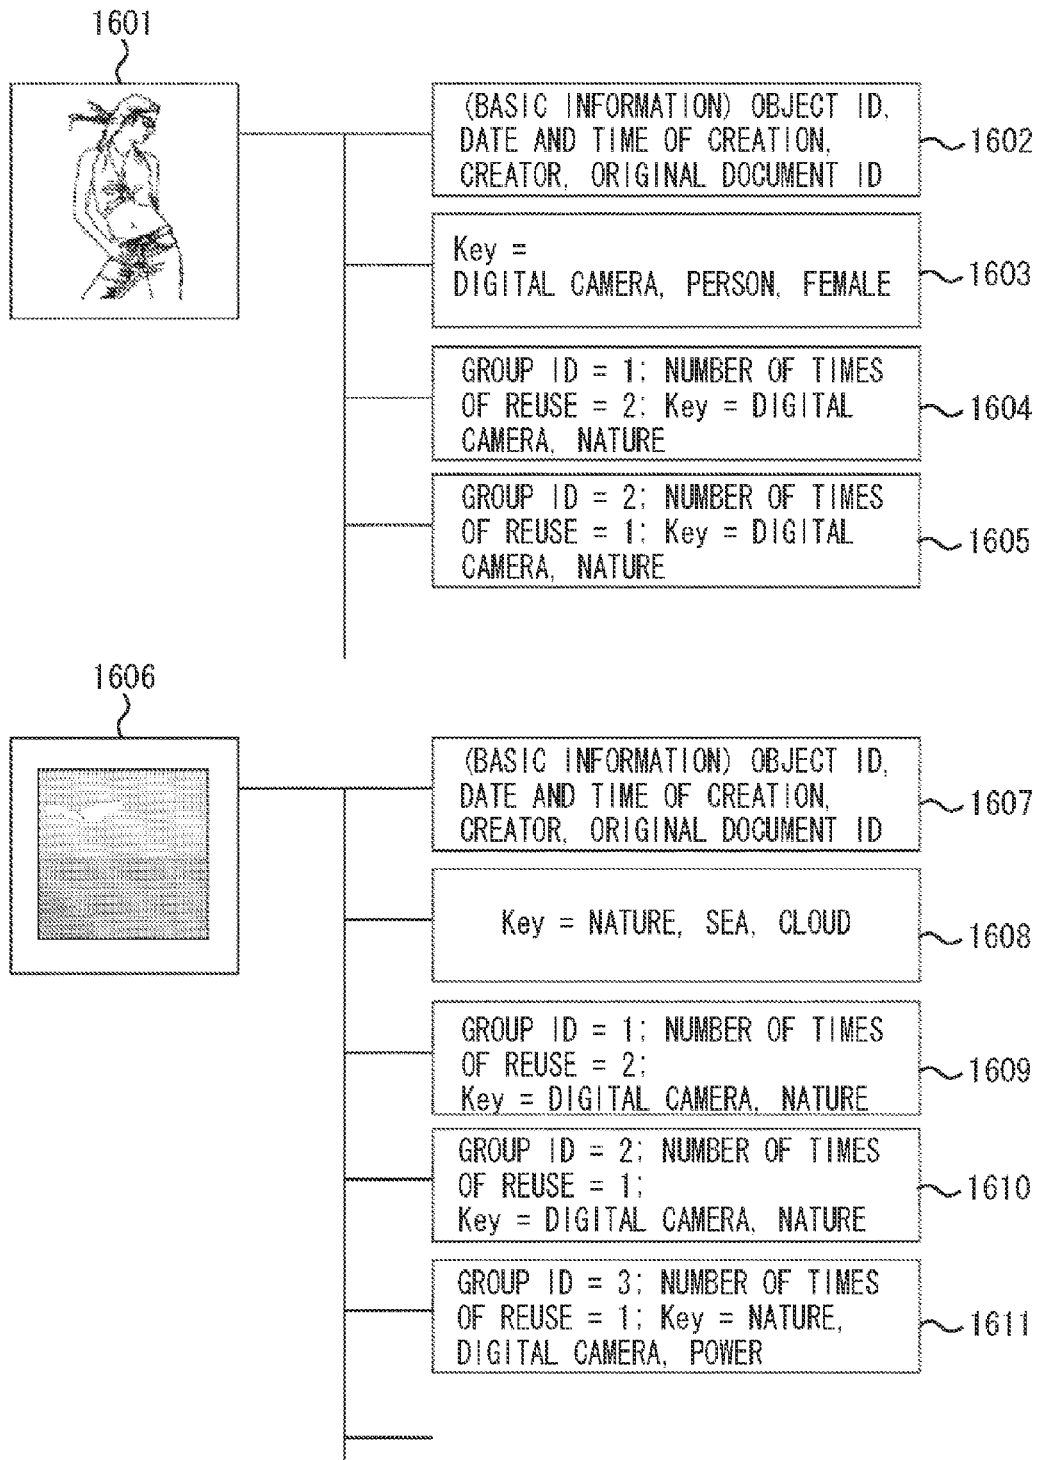 1601
(BASIC INFORMATION) OBJECT ID,
DATE AND TIME OF CREATION,
CREATOR, ORIGINAL DOCUMENT ID
1602
Key =
DIGITAL CAMERA, PERSON, FEMALE
1603
GROUP ID = 1; NUMBER OF TIMES
OF REUSE = 2; Key = DIGITAL
CAMERA, NATURE
1604
GROUP ID = 2; NUMBER OF TIMES
OF REUSE = 1; Key = DIGITAL
CAMERA, NATURE
1605
1606
(BASIC INFORMATION) OBJECT ID,
DATE AND TIME OF CREATION,
CREATOR, ORIGINAL DOCUMENT ID
1607
Key = NATURE, SEA, CLOUD
1608
GROUP ID = 1; NUMBER OF TIMES
OF REUSE = 2;
Key = DIGITAL CAMERA, NATURE
1609
GROUP ID = 2; NUMBER OF TIMES
OF REUSE = 1;
Key = DIGITAL CAMERA, NATURE
1610
GROUP ID = 3; NUMBER OF TIMES
OF REUSE = 1; Key = NATURE,
DIGITAL CAMERA, POWER
1611